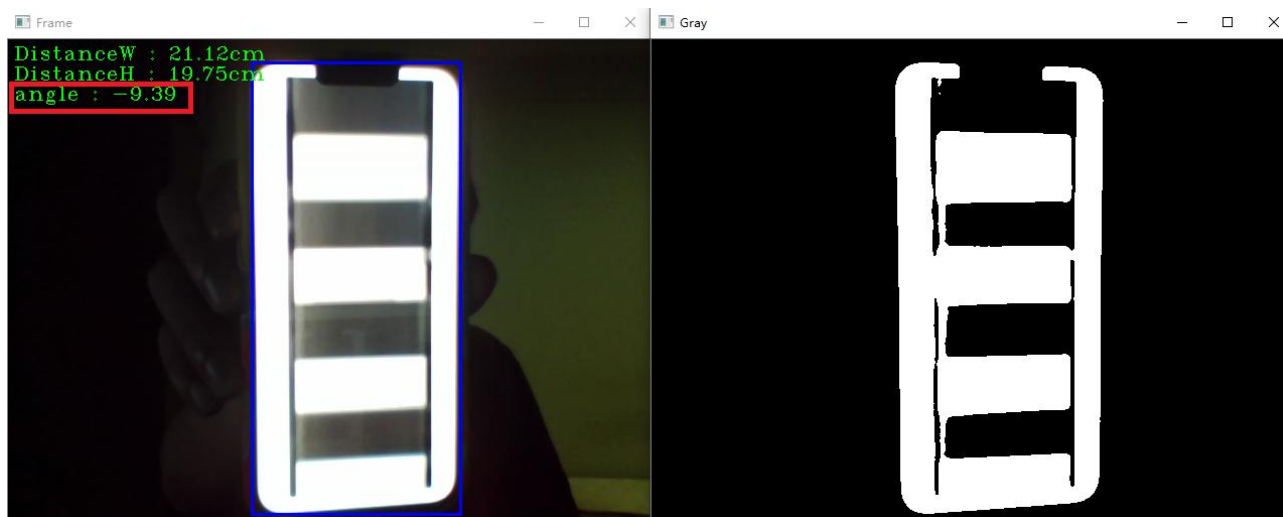 Frame
DistanceW : 21.12cm
DistanceH : 19.75cm
angle : −9.39
Gray